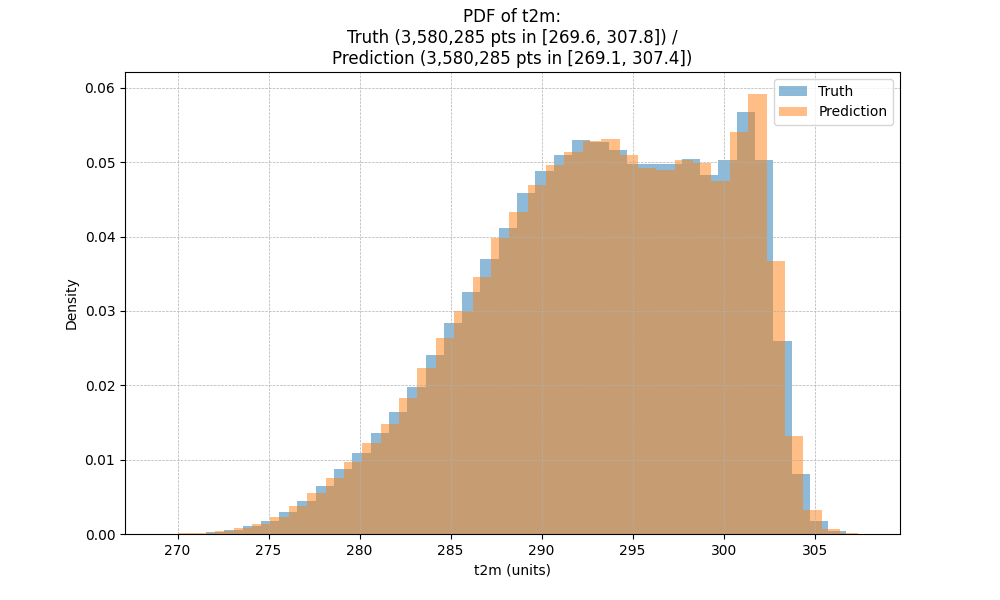 PDF of t2m:
Truth (3,580,285 pts in [269.6, 307.8]) /
Prediction (3,580,285 pts in [269.1, 307.4])
Truth
Prediction
0.06
0.05
0.04
0.03
0.02
0.01
0.00
Density
270 275 280 285 290 295 300 305
t2m (units)